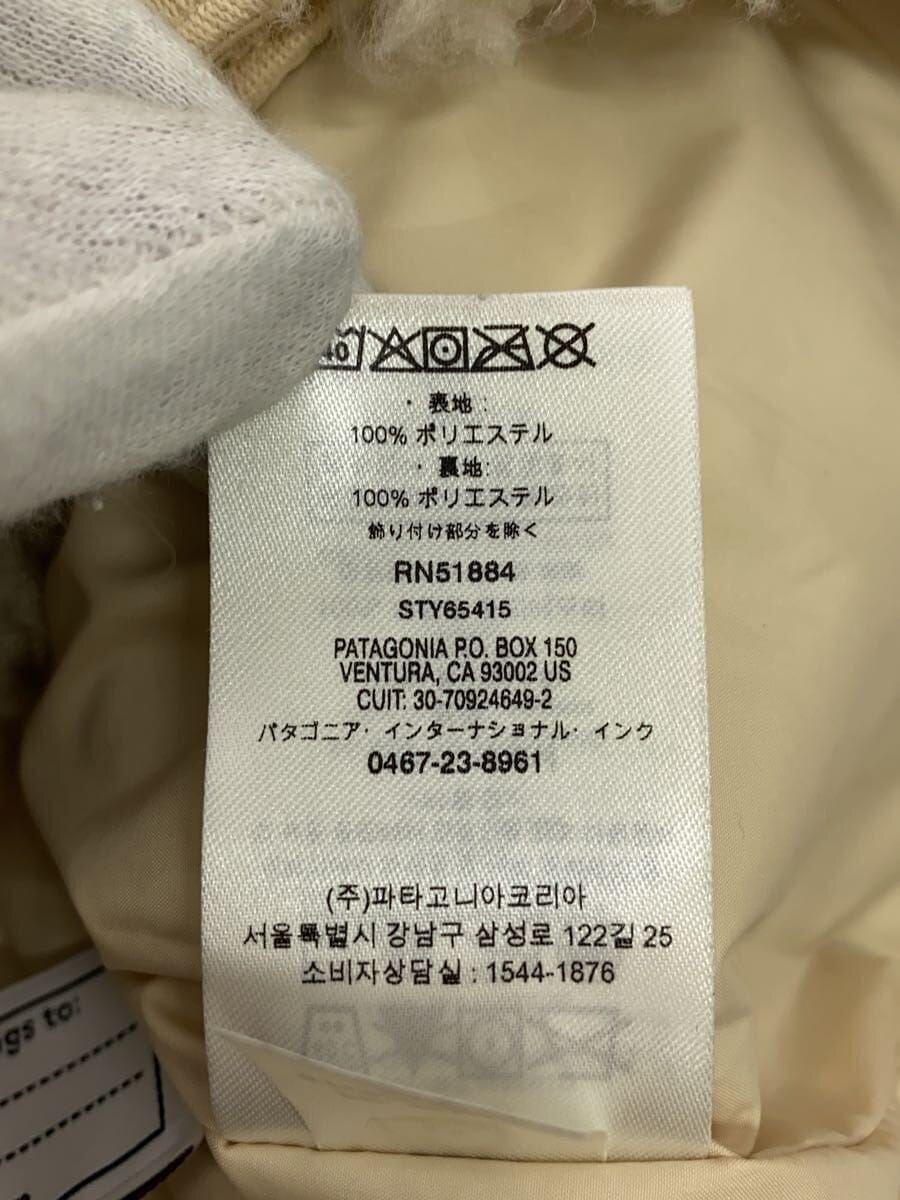 40
・ 表地 :
100% ポリエステル
・ 裏地:
100% ポリエステル
飾り付け部分を除く
RN51884
STY65415
PATAGONIA P.O. BOX 150
VENTURA, CA 93002 US
CUIT: 30-70924649-2
パタゴニア・インターナショナル・インク
0467-23-8961
(주)파타고니아코리아
서울특별시 강남구 삼성로 122길 25
소비자상담실 : 1544-1876
to: